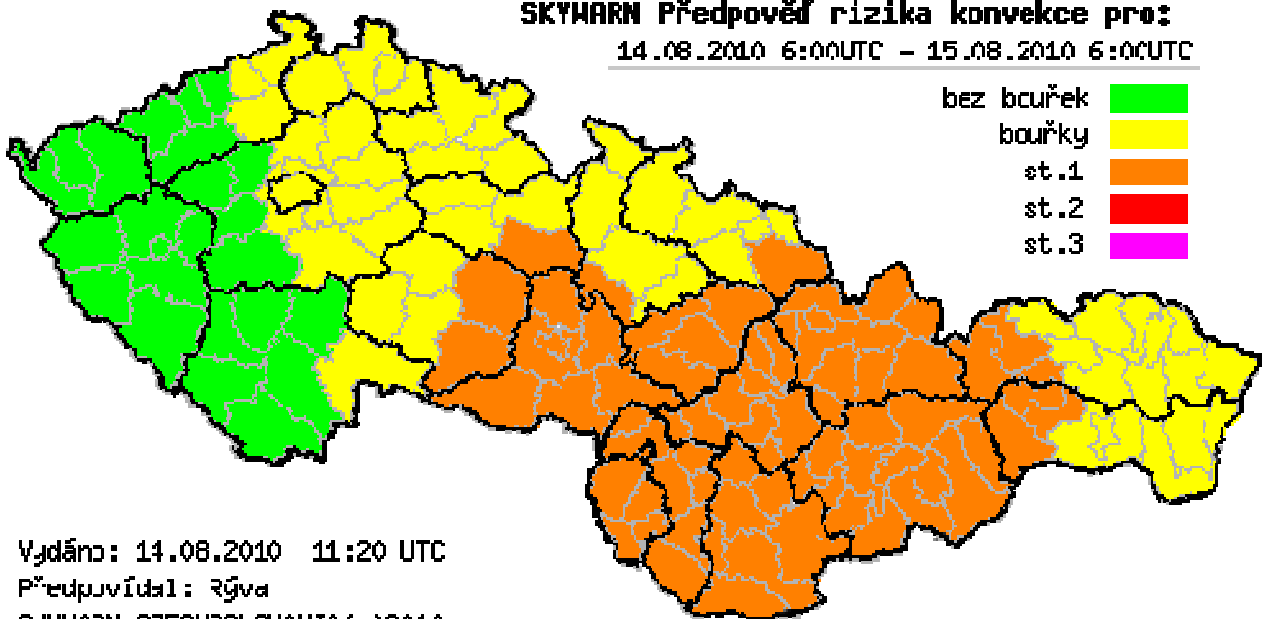 SKYWARN Předpověď rizika konvekce pro:
14.08.2010 6:00UTC - 15.08.2010 6:00UTC
bez bouřek
bouřky
st.1
st.2
st.3
Vydáno: 14.08.2010 11:20 UTC
Předpovídal: Rýva